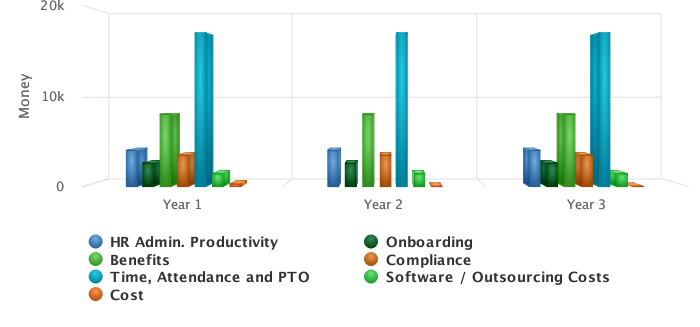 20k
10k
0
Money
Year 1
Year 2
Year 3
HR Admin. Productivity
Onboarding
Benefits
Compliance
Time, Attendance and PTO
Software / Outsourcing Costs
Cost